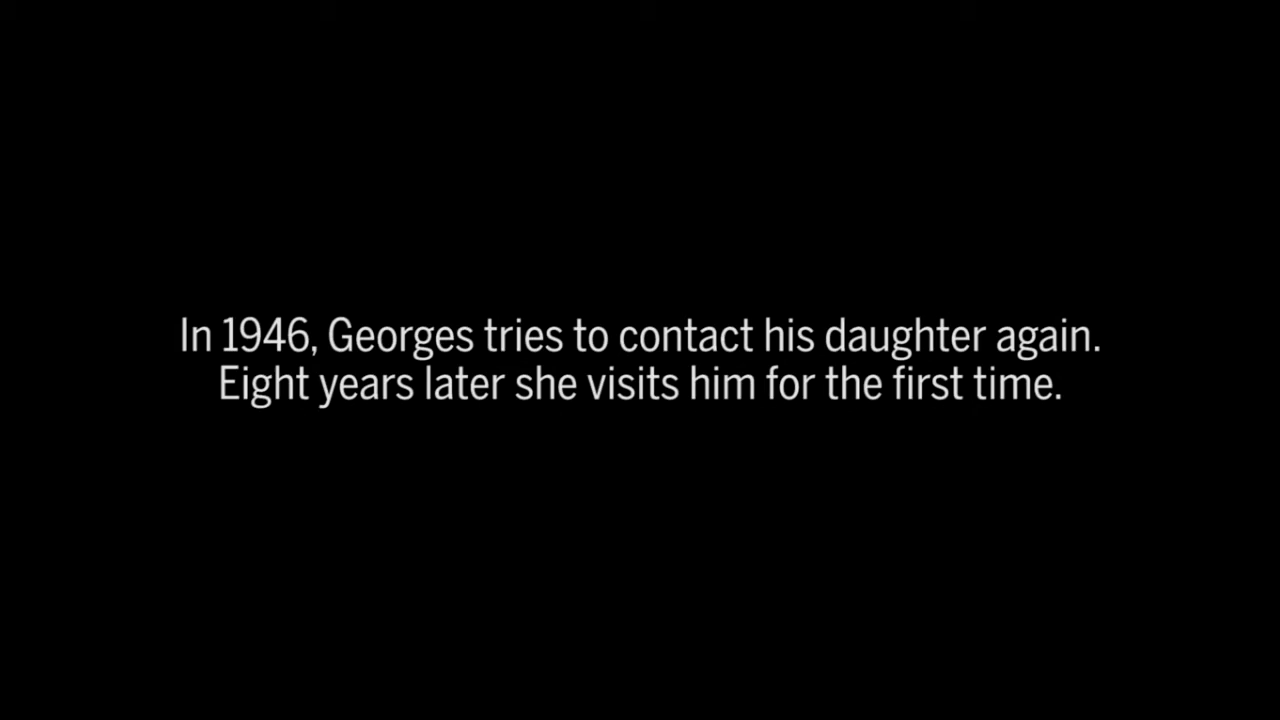 In 1946, Georges tries to contact his daughter again.
Eight years later she visits him for the first time.